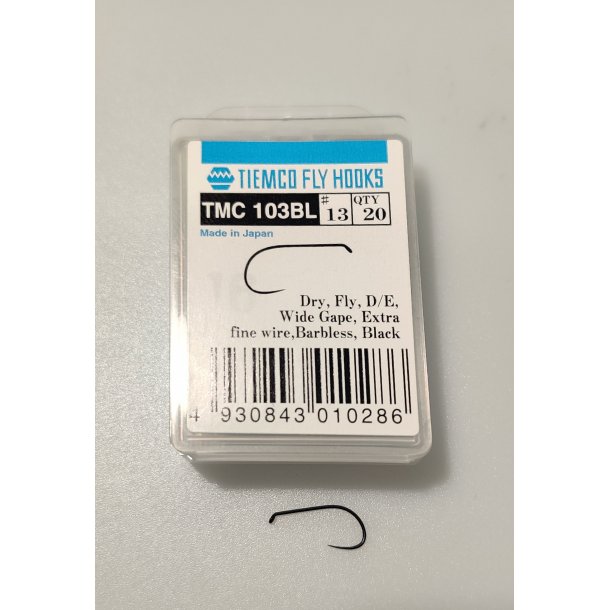 TIEMCO FLY HOOKS
TMC 103BL # 13 QTY 20
Made in Japan
Dry, Fly, D/E,
Wide Gape, Extra
fine wire,Barbless, Black
4 930843 010286